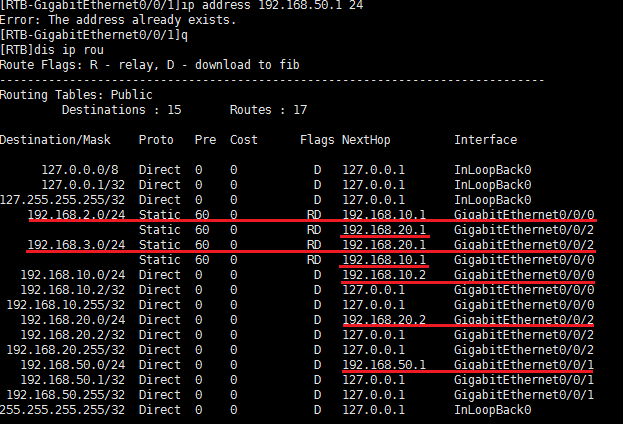 [RTB-GigabitEthernet0/0/1]ip address 192.168.50.1 24
Error: The address already exists.
[RTB-GigabitEthernet0/0/1]q
[RTB]dis ip rou
Route Flags: R - relay, D - download to fib
------------------------------------------------------------------------------
Routing Tables: Public
         Destinations : 15       Routes : 17

Destination/Mask    Proto  Pre  Cost      Flags NextHop         Interface

      127.0.0.0/8   Direct 0    0           D   127.0.0.1       InLoopBack0
      127.0.0.1/32  Direct 0    0           D   127.0.0.1       InLoopBack0
127.255.255.255/32  Direct 0    0           D   127.0.0.1       InLoopBack0
    192.168.2.0/24  Static 60   0          RD   192.168.10.1    GigabitEthernet0/0/0
                    Static 60   0          RD   192.168.20.1    GigabitEthernet0/0/2
    192.168.3.0/24  Static 60   0          RD   192.168.20.1    GigabitEthernet0/0/2
                    Static 60   0          RD   192.168.10.1    GigabitEthernet0/0/0
   192.168.10.0/24  Direct 0    0           D   192.168.10.2    GigabitEthernet0/0/0
   192.168.10.2/32  Direct 0    0           D   127.0.0.1       GigabitEthernet0/0/0
 192.168.10.255/32  Direct 0    0           D   127.0.0.1       GigabitEthernet0/0/0
   192.168.20.0/24  Direct 0    0           D   192.168.20.2    GigabitEthernet0/0/2
   192.168.20.2/32  Direct 0    0           D   127.0.0.1       GigabitEthernet0/0/2
 192.168.20.255/32  Direct 0    0           D   127.0.0.1       GigabitEthernet0/0/2
   192.168.50.0/24  Direct 0    0           D   192.168.50.1    GigabitEthernet0/0/1
   192.168.50.1/32  Direct 0    0           D   127.0.0.1       GigabitEthernet0/0/1
 192.168.50.255/32  Direct 0    0           D   127.0.0.1       GigabitEthernet0/0/1
255.255.255.255/32  Direct 0    0           D   127.0.0.1       InLoopBack0